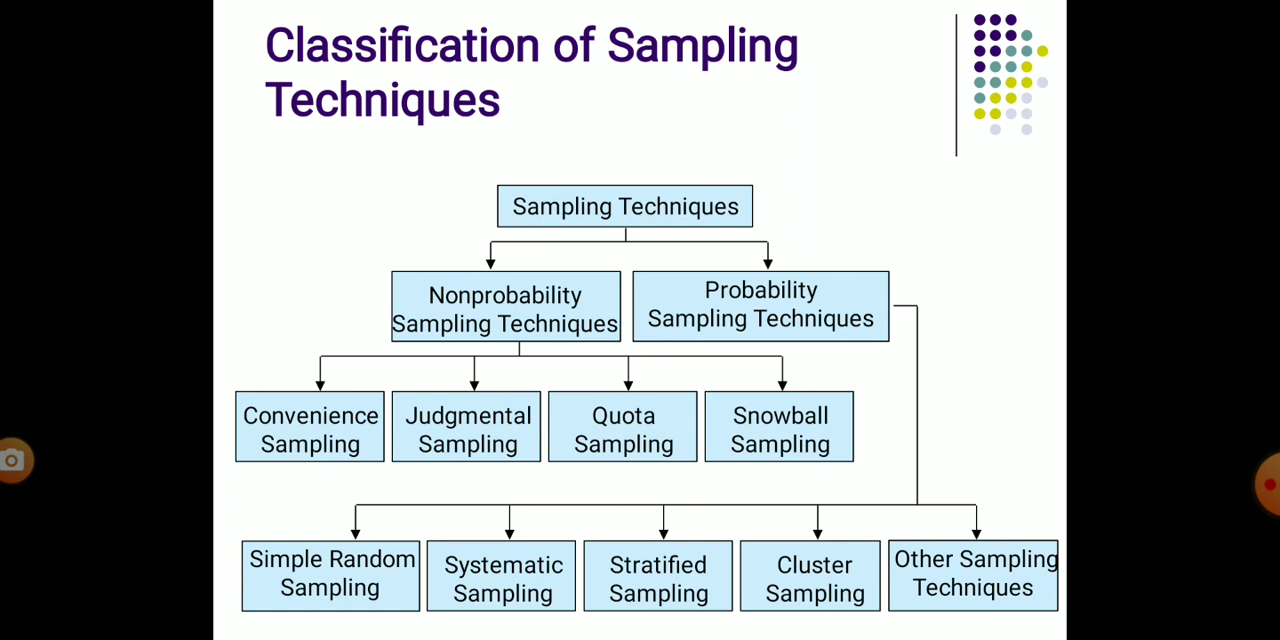 Classification of Sampling
Techniques
Sampling Techniques
Nonprobability
Sampling Techniques
Probability
Sampling Techniques
Convenience
Sampling
Judgmental
Sampling
Quota
Sampling
Snowball
Sampling
Simple Random
Sampling
Systematic
Sampling
Stratified
Sampling
Cluster
Sampling
Other Sampling
Techniques